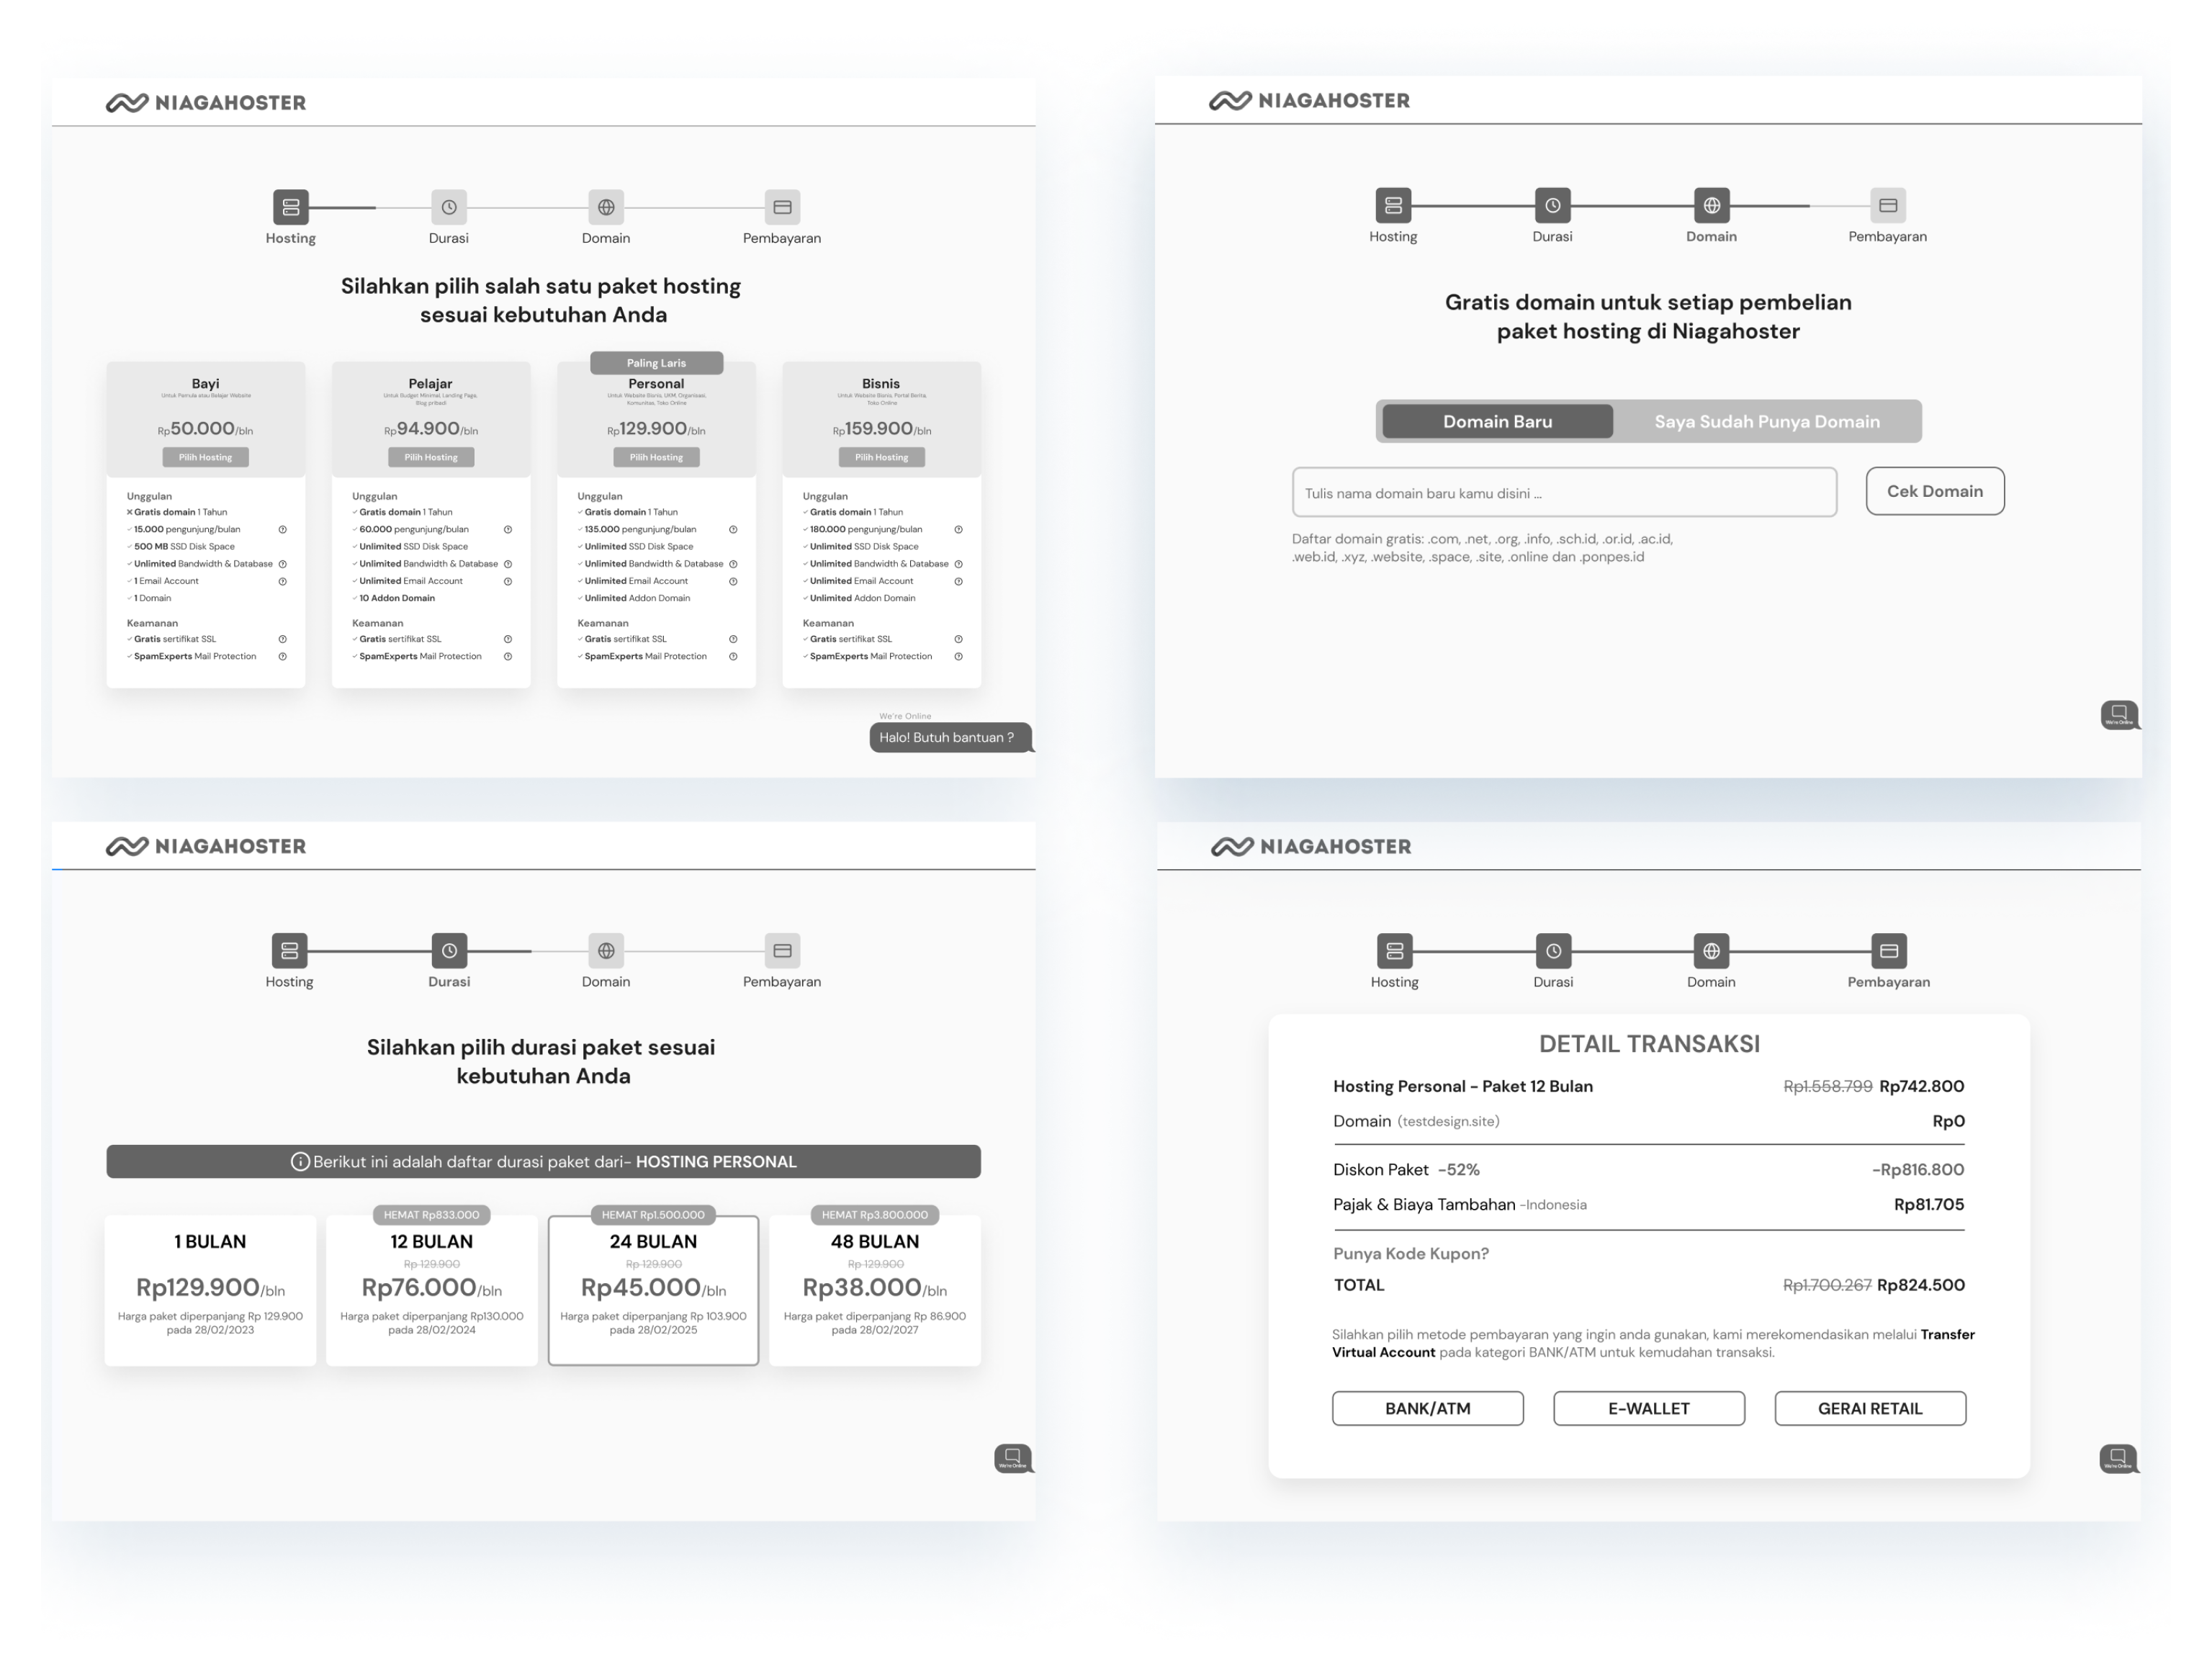 NIAGAHOSTER
Hosting
Durasi
Domain
Pembayaran
Silahkan pilih salah satu paket hosting
sesuai kebutuhan Anda
Bayi
Untuk Pemula atau Belajar Website
Rp50.000/bln
Pilih Hosting
Unggulan
Gratis domain 1 Tahun
15.000 pengunjung/bulan
500 MB SSD Disk Space
Unlimited Bandwidth & Database
1 Email Account
1 Domain
Keamanan
Gratis sertifikat SSL
SpamExperts Mail Protection
Pelajar
Untuk Budget Minimal, Landing Page,
Blog pribadi
Rp94.900/bln
Pilih Hosting
Unggulan
Gratis domain 1 Tahun
60.000 pengunjung/bulan
Unlimited SSD Disk Space
Unlimited Bandwidth & Database
Unlimited Email Account
10 Addon Domain
Keamanan
Gratis sertifikat SSL
SpamExperts Mail Protection
Paling Laris
Personal
Untuk Website Bisnis, UKM, Organisasi,
Komunitas, Toko Online
Rp129.900/bln
Pilih Hosting
Unggulan
Gratis domain 1 Tahun
135.000 pengunjung/bulan
Unlimited SSD Disk Space
Unlimited Bandwidth & Database
Unlimited Email Account
Unlimited Addon Domain
Keamanan
Gratis sertifikat SSL
SpamExperts Mail Protection
Bisnis
Untuk Website Bisnis, Portal Berita,
Toko Online
Rp159.900/bln
Pilih Hosting
Unggulan
Gratis domain 1 Tahun
180.000 pengunjung/bulan
Unlimited SSD Disk Space
Unlimited Bandwidth & Database
Unlimited Email Account
Unlimited Addon Domain
Keamanan
Gratis sertifikat SSL
SpamExperts Mail Protection
We're Online
Halo! Butuh bantuan ?
NIAGAHOSTER
Hosting
Durasi
Domain
Pembayaran
Gratis domain untuk setiap pembelian
paket hosting di Niagahoster
Domain Baru
Saya Sudah Punya Domain
Tulis nama domain baru kamu disini ...
Cek Domain
Daftar domain gratis: .com, .net, .org, .info, .sch.id, .or.id, .ac.id,
.web.id, .xyz, .website, .space, .site, .online dan .ponpes.id
We're Online
NIAGAHOSTER
Hosting
Durasi
Domain
Pembayaran
Silahkan pilih durasi paket sesuai
kebutuhan Anda
Berikut ini adalah daftar durasi paket dari- HOSTING PERSONAL
1 BULAN
Rp129.900/bln
Harga paket diperpanjang Rp 129.900
pada 28/02/2023
HEMAT Rp833.000
12 BULAN
Rp 129.900
Rp76.000/bln
Harga paket diperpanjang Rp130.000
pada 28/02/2024
HEMAT Rp1.500.000
24 BULAN
Rp 129.900
Rp45.000/bln
Harga paket diperpanjang Rp 103.900
pada 28/02/2025
HEMAT Rp3.800.000
48 BULAN
Rp 129.900
Rp38.000/bln
Harga paket diperpanjang Rp 86.900
pada 28/02/2027
We're Online
NIAGAHOSTER
Hosting
Durasi
Domain
Pembayaran
DETAIL TRANSAKSI
Hosting Personal - Paket 12 Bulan Rp1.558.799 Rp742.800
Domain (testdesign.site) Rp0
Diskon Paket -52% -Rp816.800
Pajak & Biaya Tambahan -Indonesia Rp81.705
Punya Kode Kupon?
TOTAL Rp1.700.267 Rp824.500
Silahkan pilih metode pembayaran yang ingin anda gunakan, kami merekomendasikan melalui Transfer
Virtual Account pada kategori BANK/ATM untuk kemudahan transaksi.
BANK/ATM
E-WALLET
GERAI RETAIL
We're Online